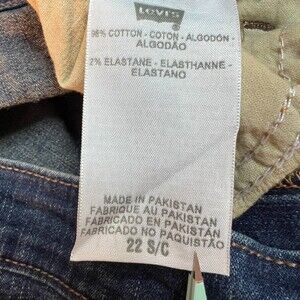 Levi's
98% COTTON - COTON - ALGODÓN -
ALGODÃO
2% ELASTANE - ELASTHANNE -
ELASTANO
MADE IN PAKISTAN
FABRIQUE AU PAKISTAN
FABRICADO EN PAKISTÁN
FABRICADO NO PAQUISTÃO
22 S/C